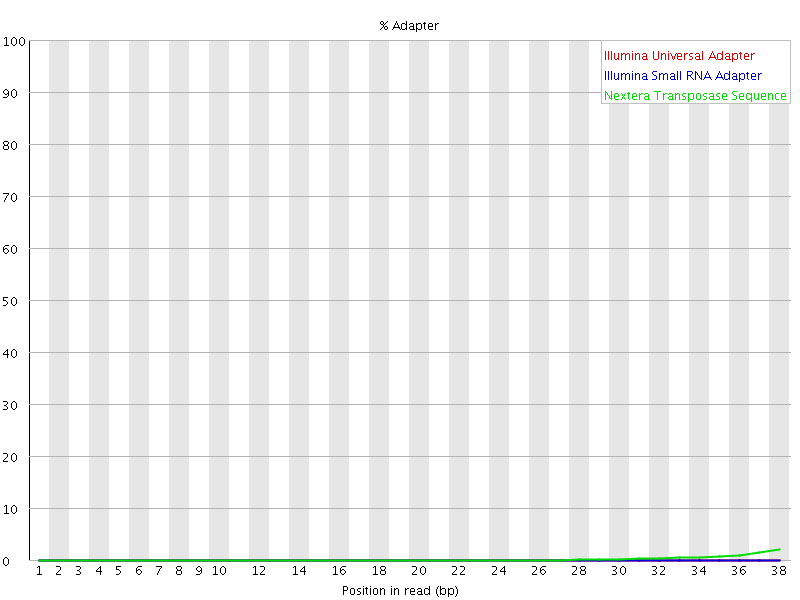 % Adapter
100
90
80
70
60
50
40
30
20
10
0
Illumina Universal Adapter
Illumina Small RNA Adapter
Nextera Transposase Sequence
1 2 3 4 5 6 7 8 9 10 12 14 16 18 20 22 24 26 28 30 32 34 36 38
Position in read (bp)